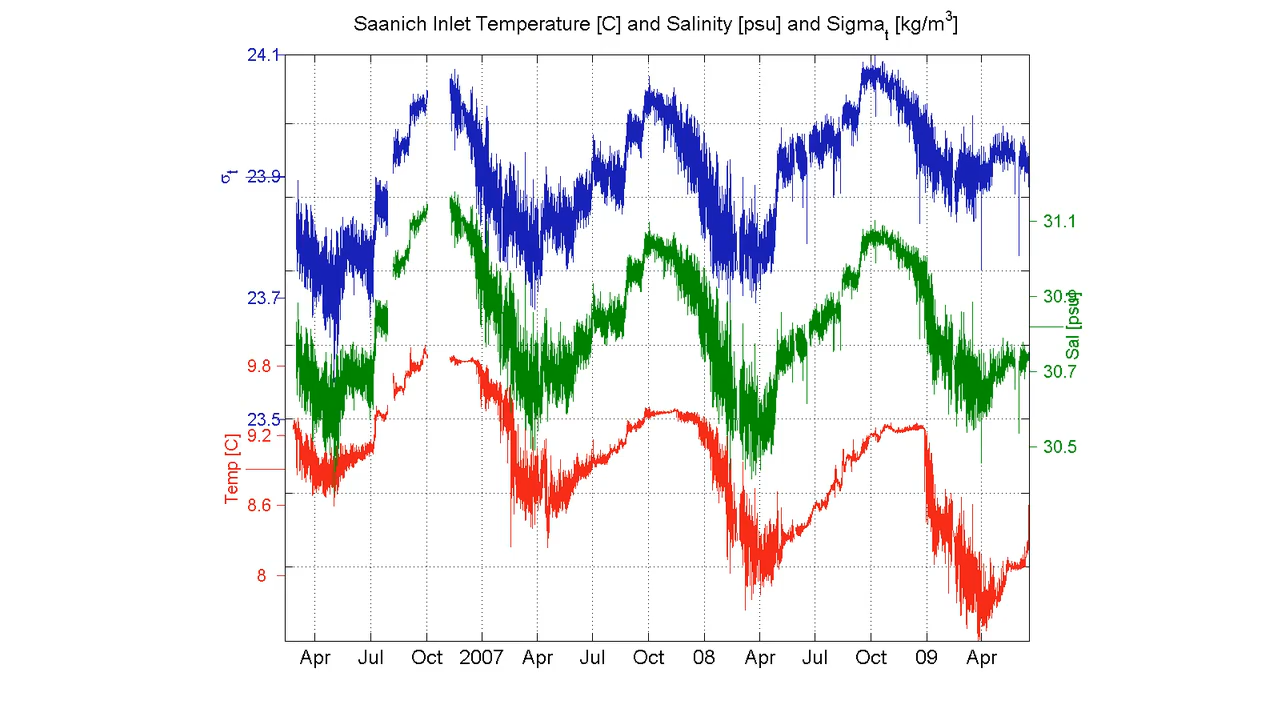 Saanich Inlet Temperature [C] and Salinity [psu] and Sigma_t [kg/m^3]
24.1
σ_t 23.9
31.1
23.7
30.9
Sal [psu]
9.8
30.7
23.5
9.2
Temp [C]
30.5
8.6
8
Apr Jul Oct 2007 Apr Jul Oct 08 Apr Jul Oct 09 Apr